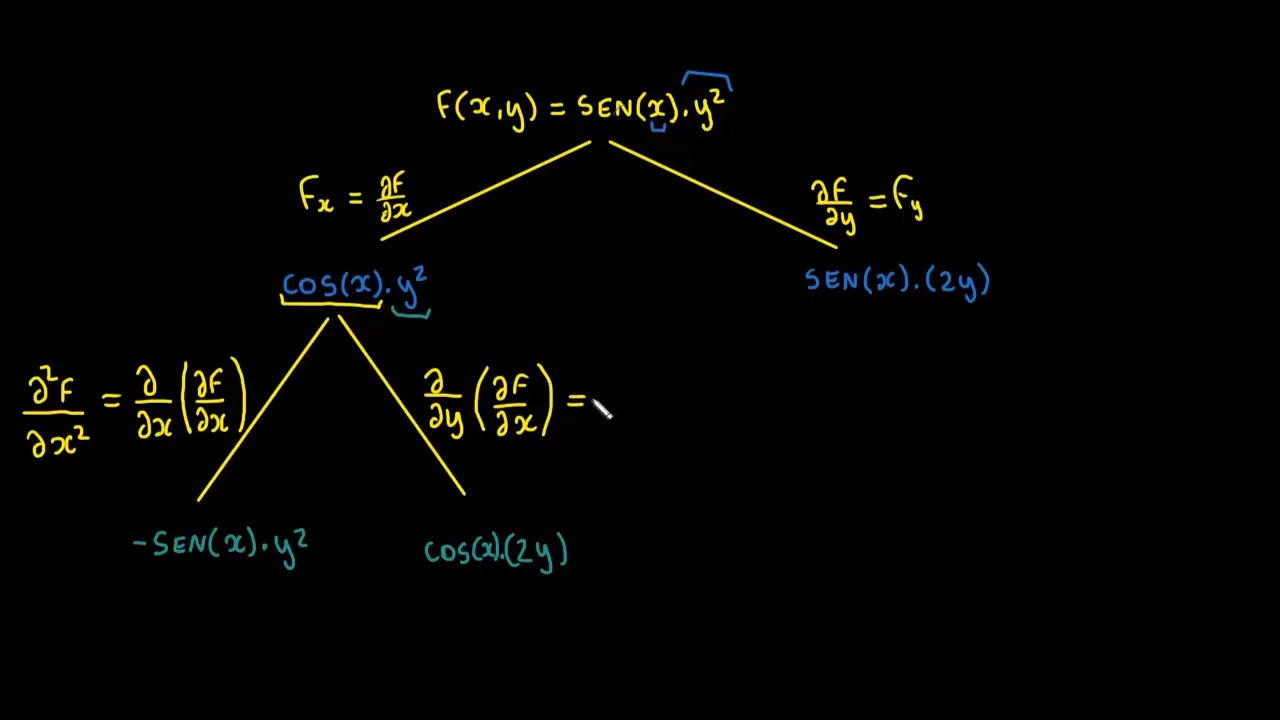 F(x,y) = SEN(x).y²
Fx = ∂F/∂x
∂F/∂y = Fy
COS(x).y²
SEN(x).(2y)
∂²F/∂x² = ∂/∂x (∂F/∂x)
∂/∂y (∂F/∂x) =
-SEN(x).y²
COS(x).(2y)